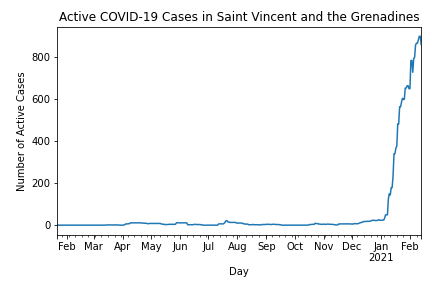 Active COVID-19 Cases in Saint Vincent and the Grenadines
Number of Active Cases
800
600
400
200
0
Feb Mar Apr May Jun Jul Aug Sep Oct Nov Dec Jan Feb
2021
Day